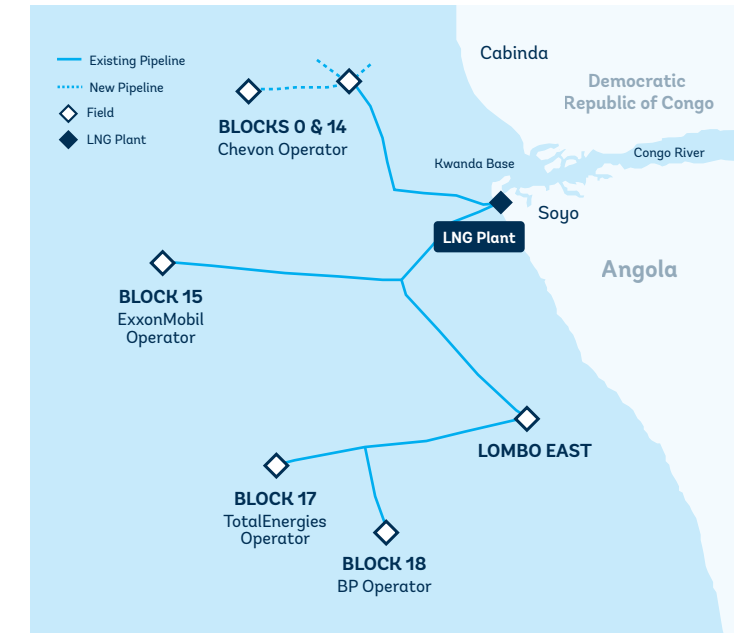 Existing Pipeline
New Pipeline
Field
LNG Plant
BLOCKS 0 & 14
Chevon Operator
Cabinda
Democratic
Republic of Congo
Congo River
Kwanda Base
Soyo
LNG Plant
Angola
BLOCK 15
ExxonMobil
Operator
LOMBO EAST
BLOCK 17
TotalEnergies
Operator
BLOCK 18
BP Operator